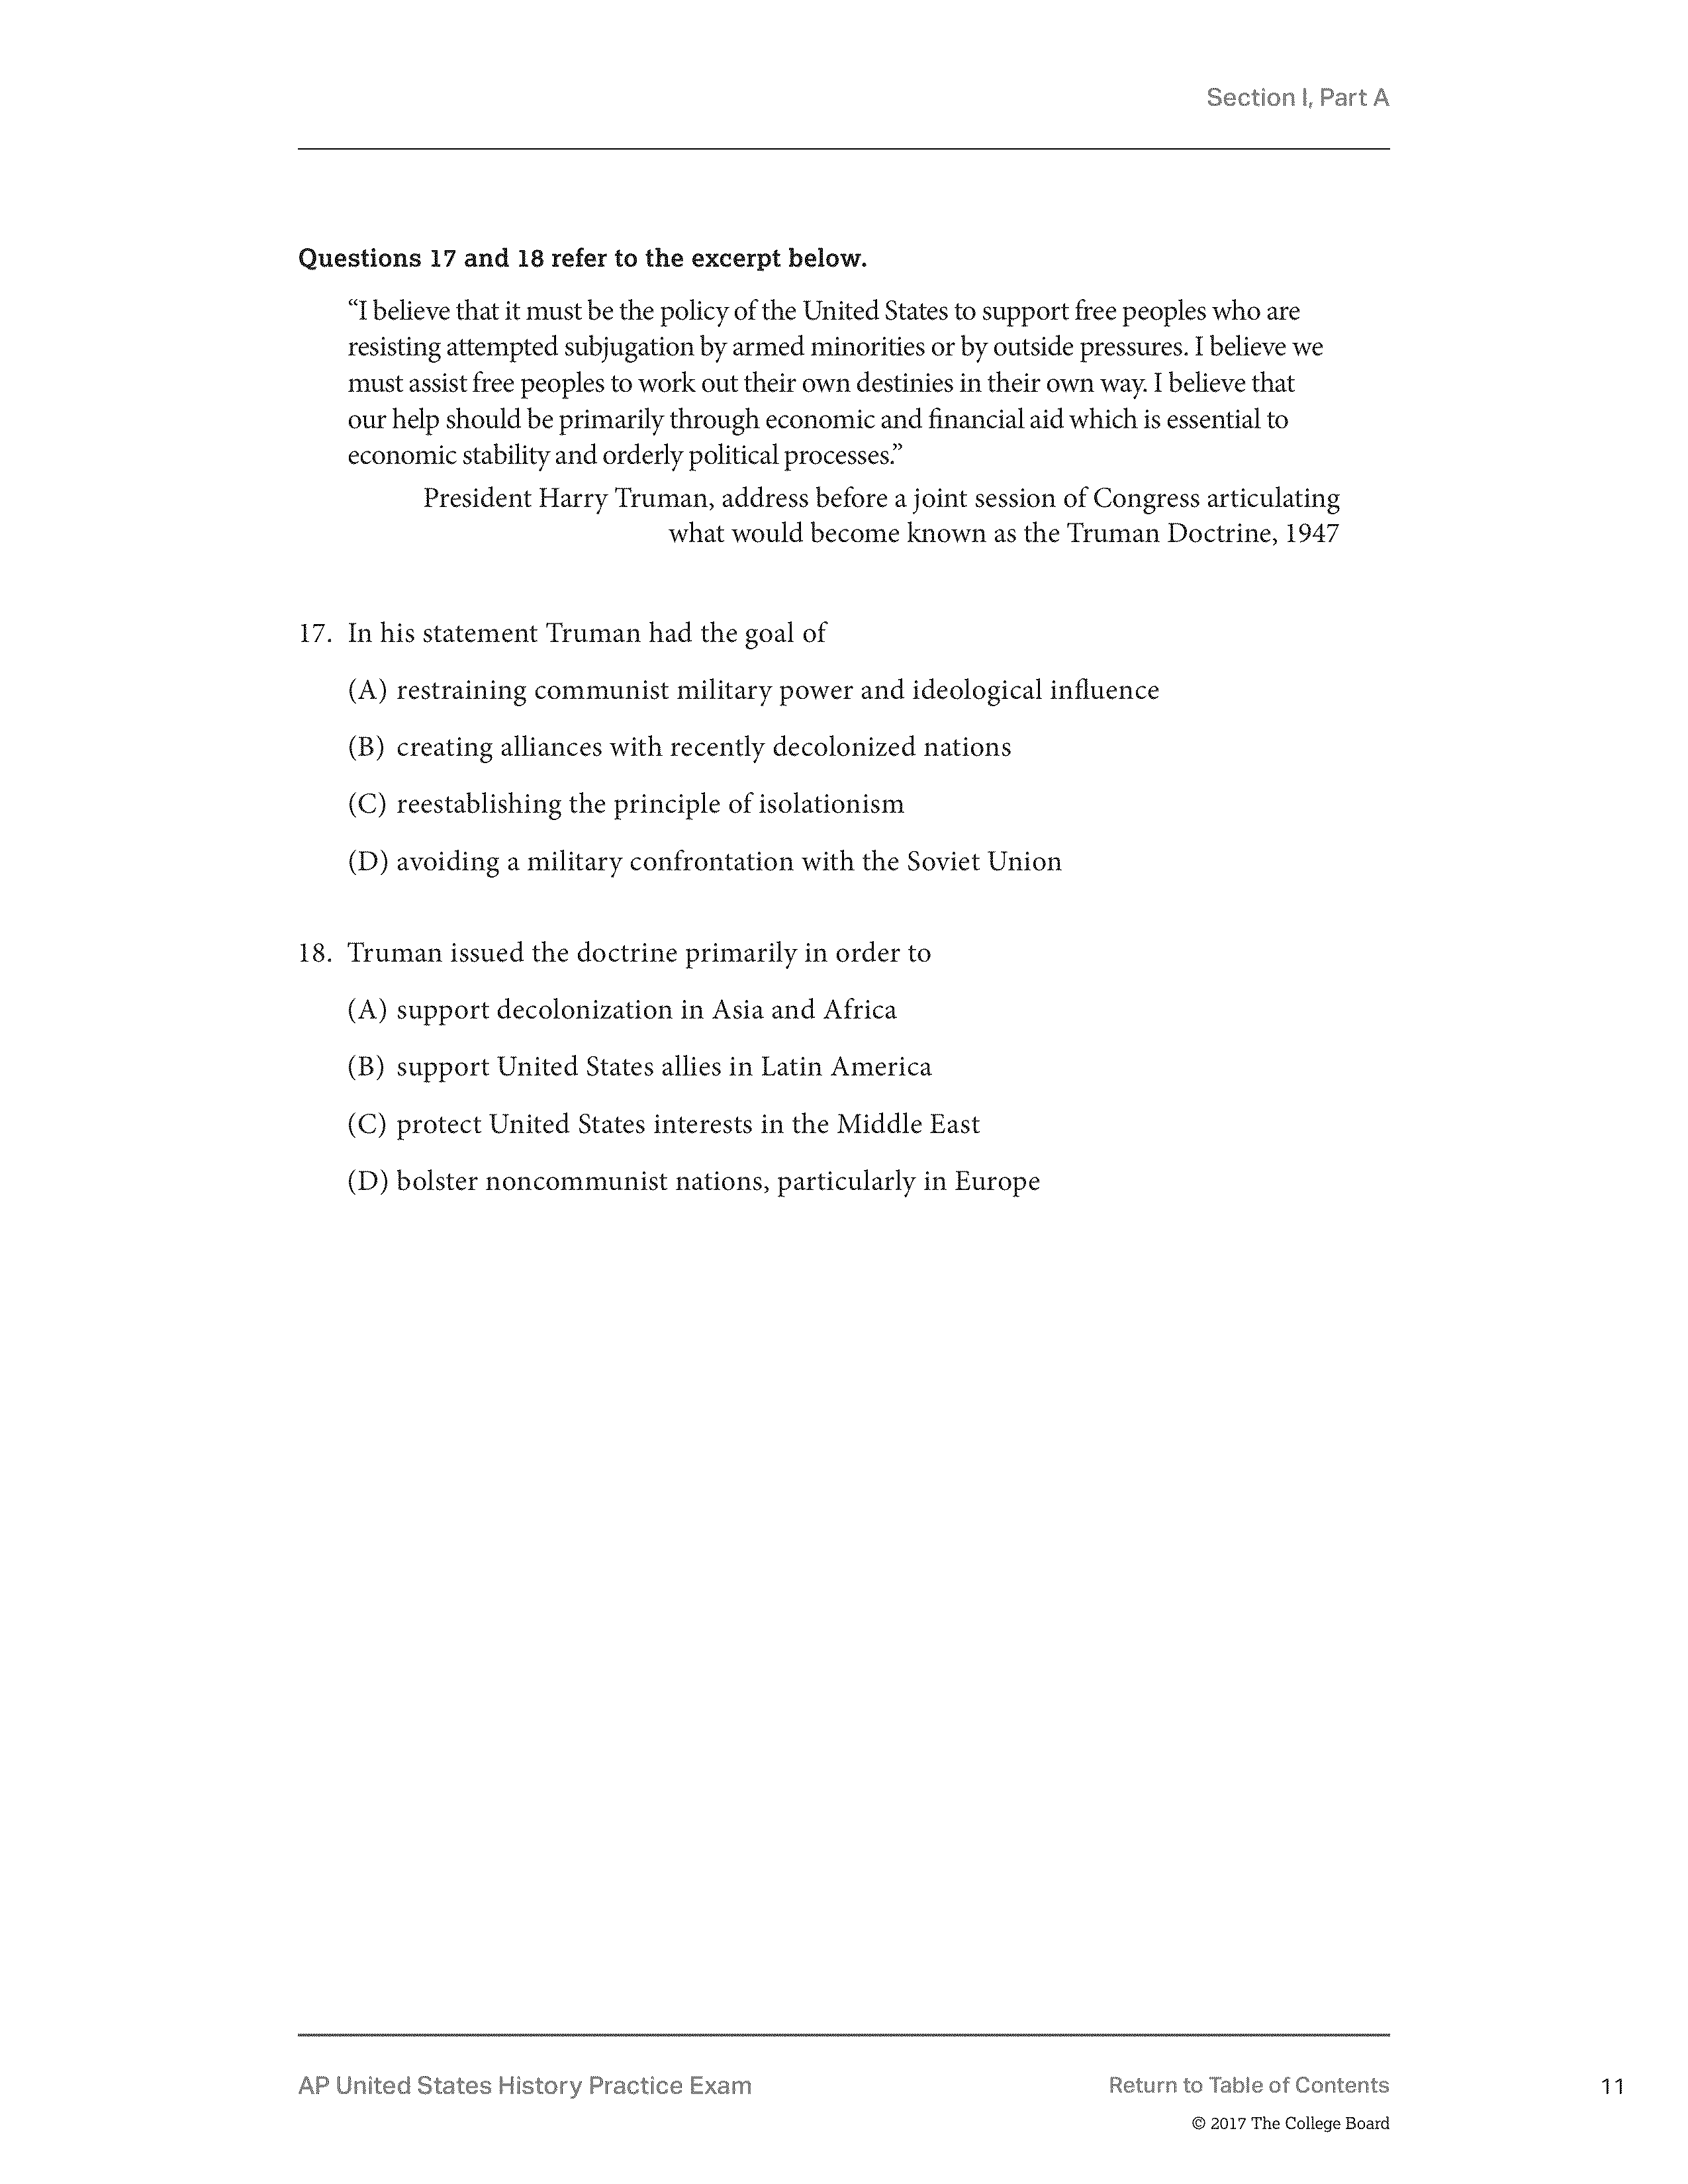 Section I, Part A
Questions 17 and 18 refer to the excerpt below.
“I believe that it must be the policy of the United States to support free peoples who are
resisting attempted subjugation by armed minorities or by outside pressures. I believe we
must assist free peoples to work out their own destinies in their own way. I believe that
our help should be primarily through economic and financial aid which is essential to
economic stability and orderly political processes.”
President Harry Truman, address before a joint session of Congress articulating
what would become known as the Truman Doctrine, 1947
17. In his statement Truman had the goal of
(A) restraining communist military power and ideological influence
(B) creating alliances with recently decolonized nations
(C) reestablishing the principle of isolationism
(D) avoiding a military confrontation with the Soviet Union
18. Truman issued the doctrine primarily in order to
(A) support decolonization in Asia and Africa
(B) support United States allies in Latin America
(C) protect United States interests in the Middle East
(D) bolster noncommunist nations, particularly in Europe
AP United States History Practice Exam
Return to Table of Contents
11
© 2017 The College Board